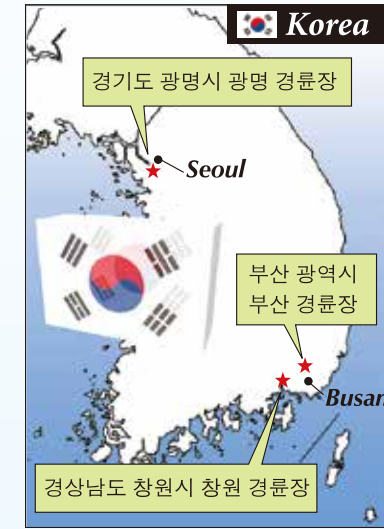 Korea
경기도 광명시 광명 경륜장
Seoul
부산 광역시
부산 경륜장
Busan
경상남도 창원시 창원 경륜장